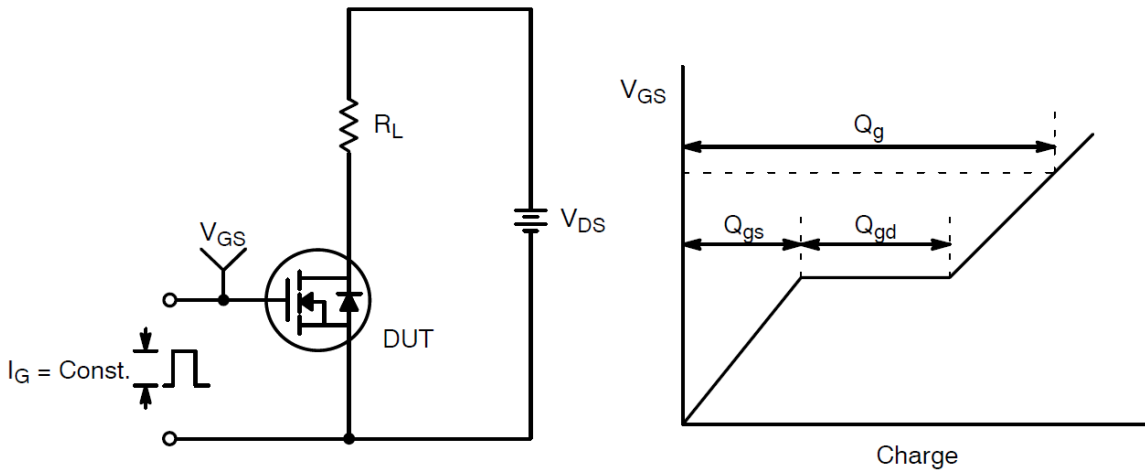 R_L
V_GS
V_DS
DUT
I_G = Const.
V_GS
Q_g
Q_gs
Q_gd
Charge